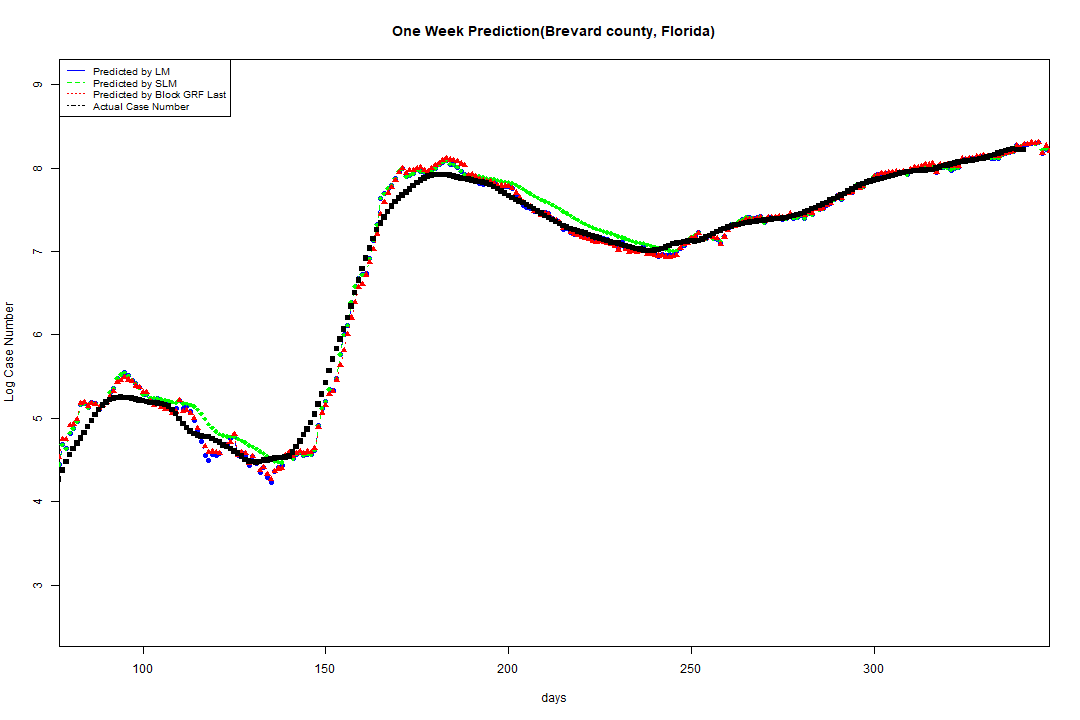 One Week Prediction(Brevard county, Florida)
Predicted by LM
Predicted by SLM
Predicted by Block GRF Last
Actual Case Number
9
8
7
6
5
4
3
Log Case Number
100 150 200 250 300
days